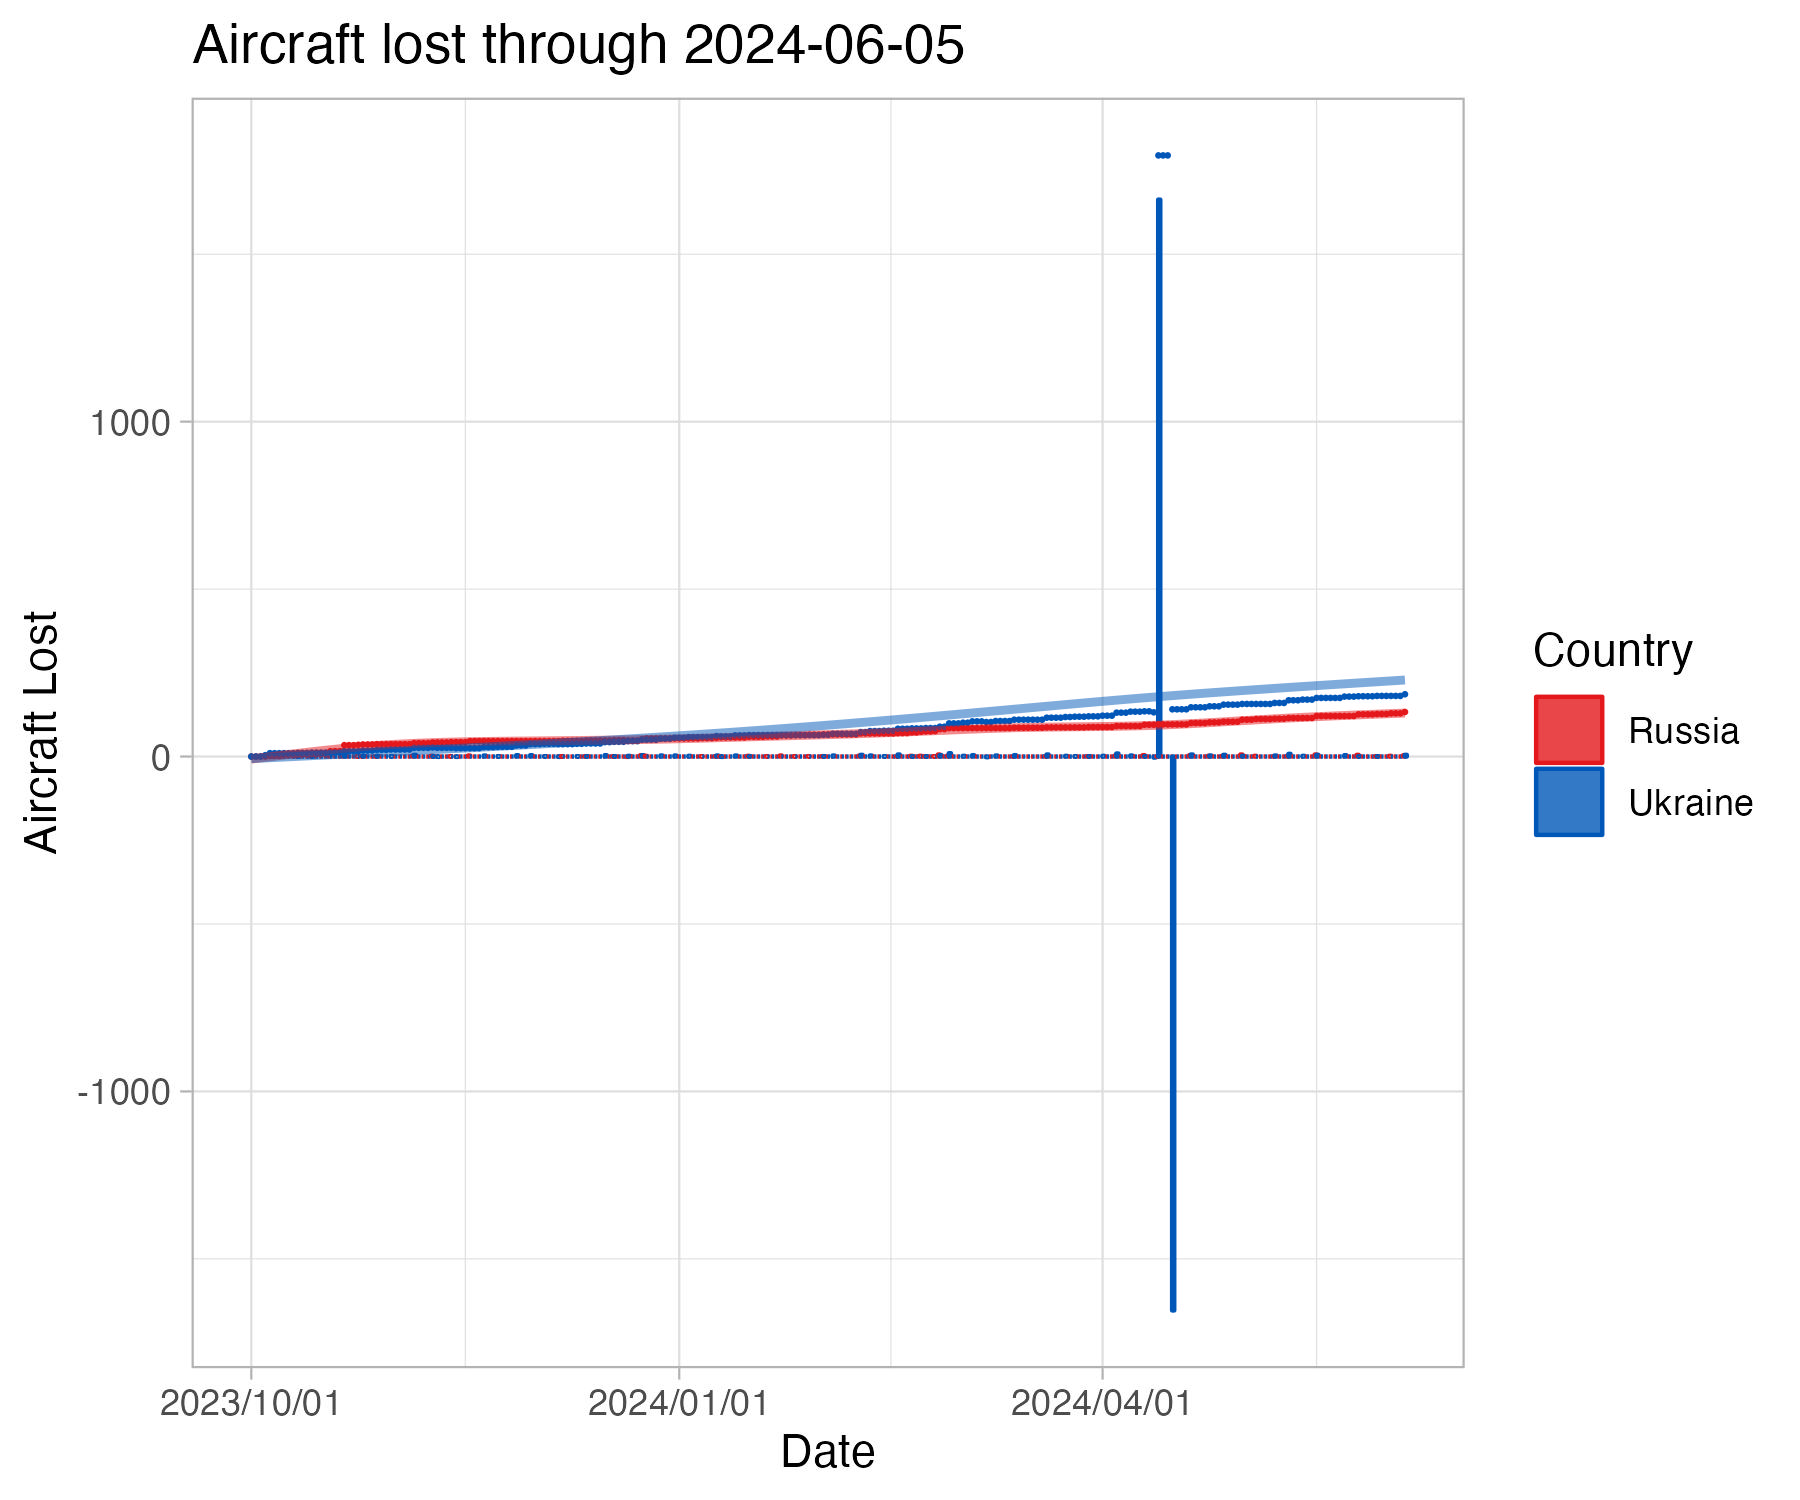 Aircraft lost through 2024-06-05
Aircraft Lost
1000
0
-1000
2023/10/01
2024/01/01
2024/04/01
Date
Country
Russia
Ukraine